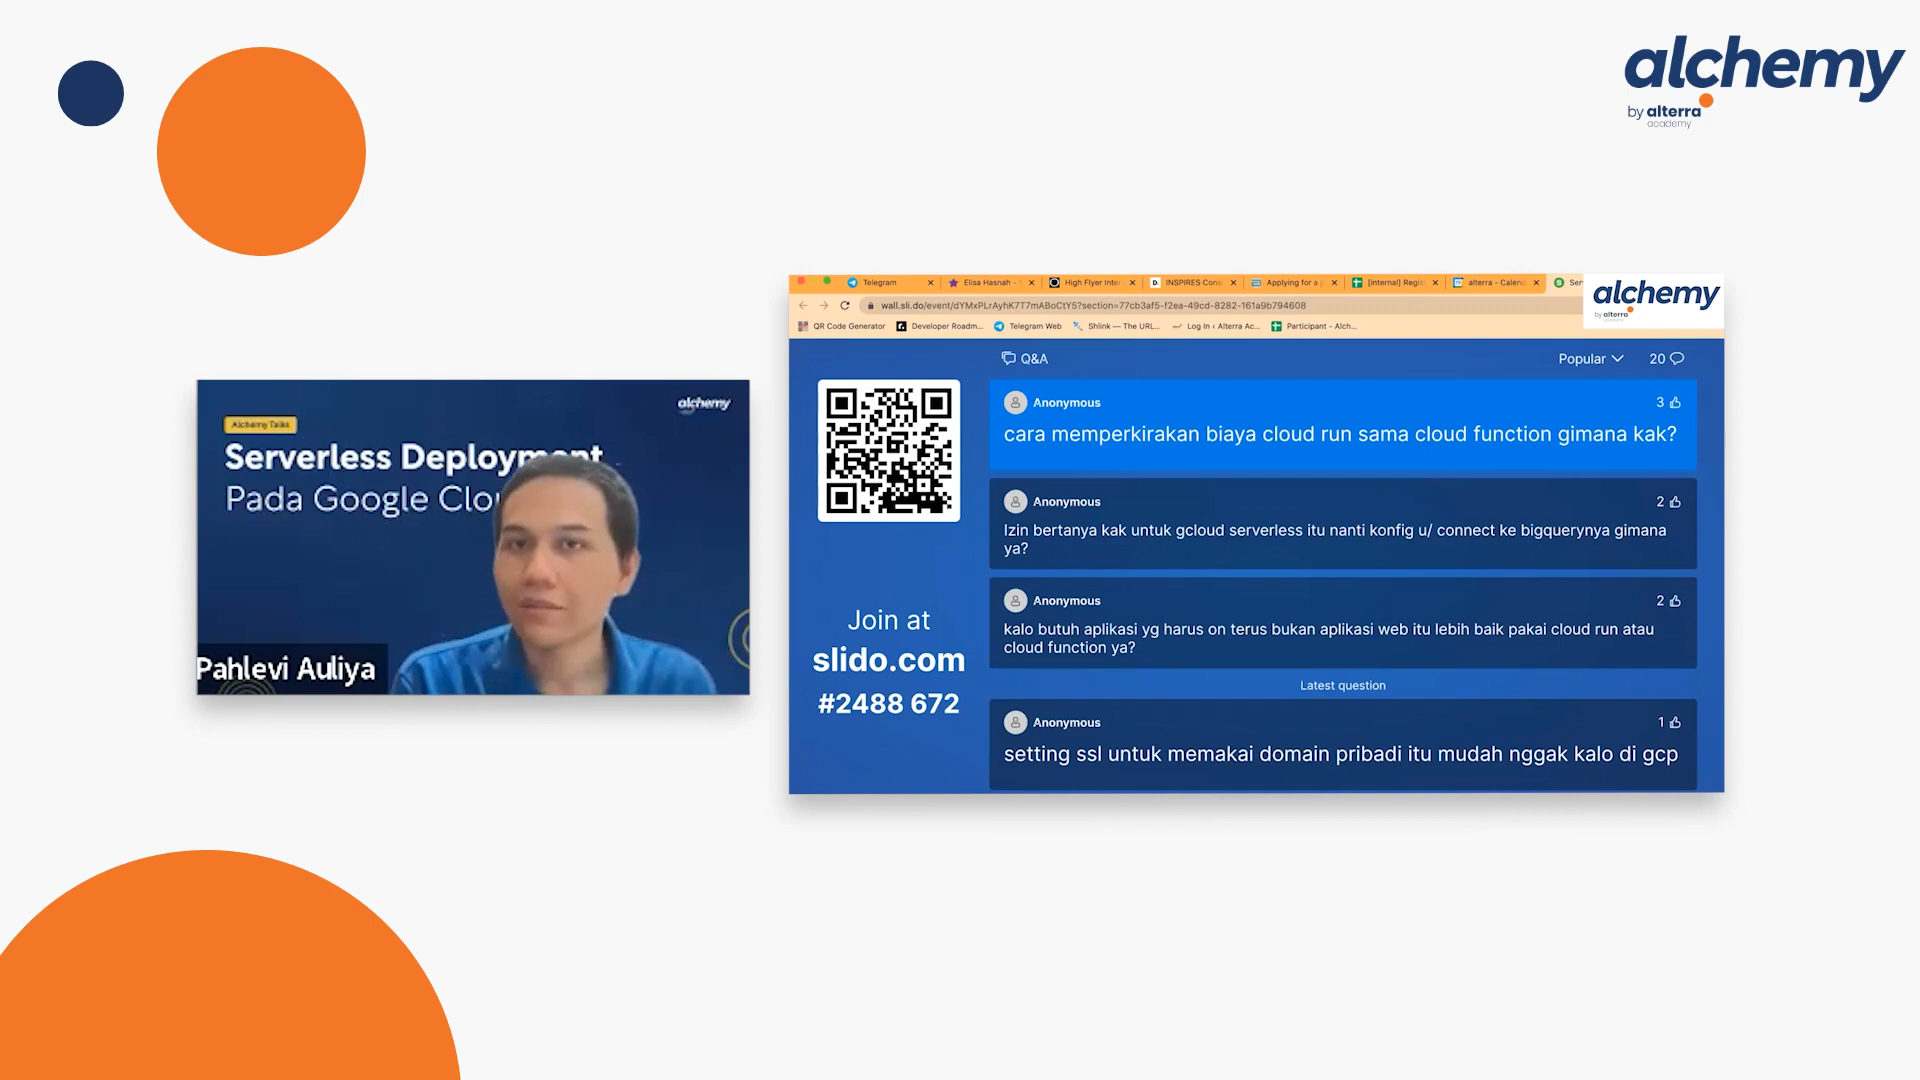 alchemy
by alterra
academy
alchemy
Alchemy Talks
Serverless Deployment
Pada Google Clou
Pahlevi Auliya
Telegram
Elisa Hasnah -
High Flyer Inte
INSPIRES Cons
Applying for a
[internal] Regis
alterra - Calend
Ser
wall.sli.do/event/dYMxPLrAyhK7T7mABoCtY5?section=77cb3af5-f2ea-49cd-8282-161a9b794608
alchemy
by alterra
QR Code Generator
Developer Roadm...
Telegram Web
Shlink — The URL...
Log In ‹ Alterra Ac...
Participant - Alch...
Q&A
Popular
20
Anonymous
3
cara memperkirakan biaya cloud run sama cloud function gimana kak?
Anonymous
2
Izin bertanya kak untuk gcloud serverless itu nanti konfig u/ connect ke bigquerynya gimana
ya?
Anonymous
2
kalo butuh aplikasi yg harus on terus bukan aplikasi web itu lebih baik pakai cloud run atau
cloud function ya?
Latest question
Anonymous
1
setting ssl untuk memakai domain pribadi itu mudah nggak kalo di gcp
Join at
slido.com
#2488 672